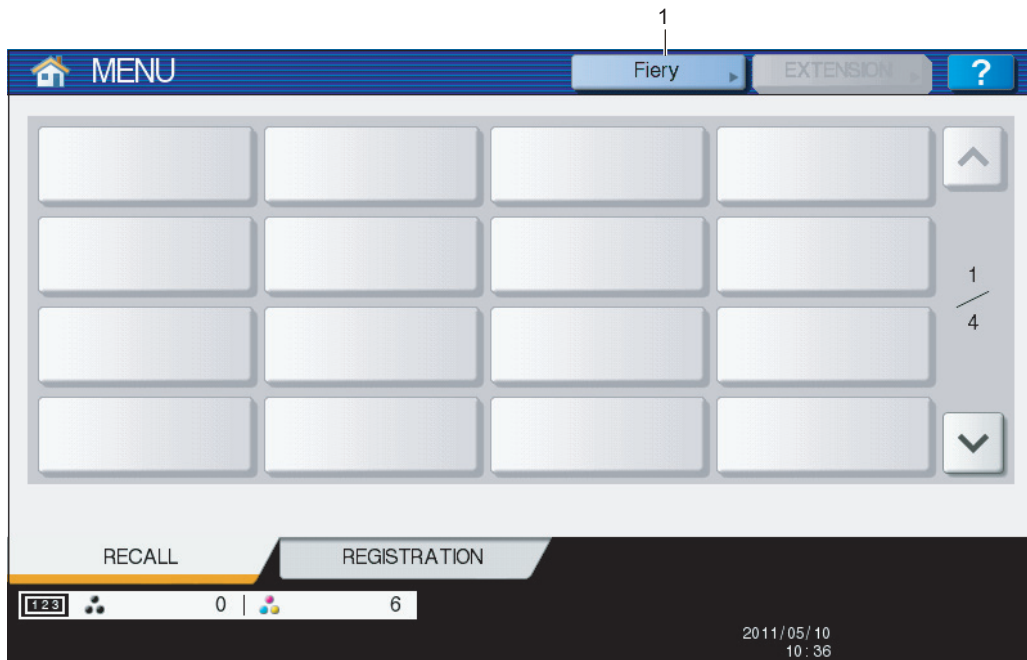 1
MENU
Fiery
EXTENSION
?
1
4
RECALL
REGISTRATION
123
0
6
2011/05/10
10:36